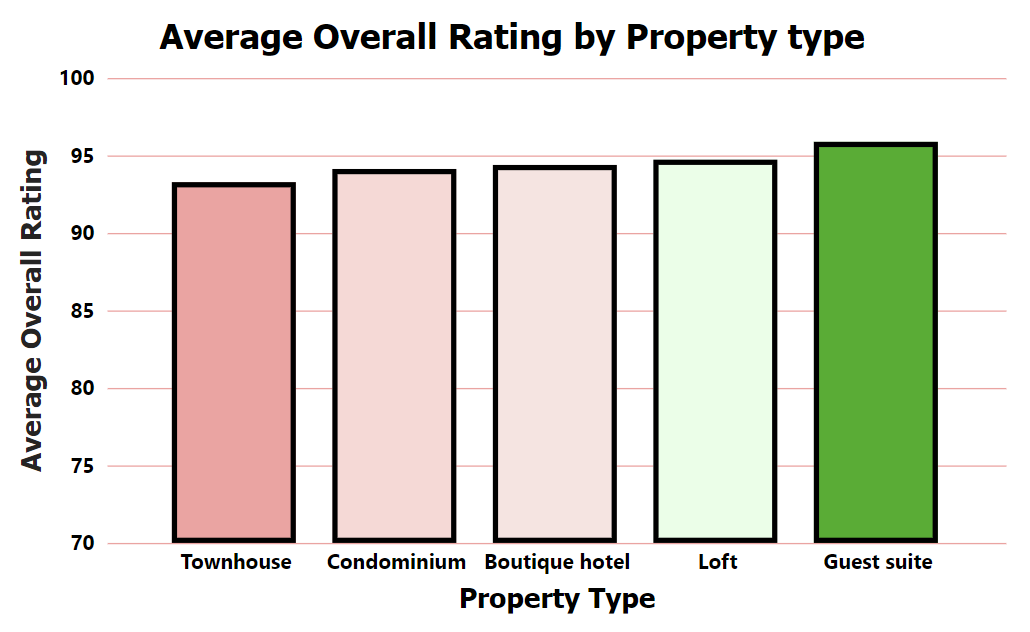 Average Overall Rating by Property type
Average Overall Rating
100
95
90
85
80
75
70
Townhouse Condominium Boutique hotel Loft Guest suite
Property Type